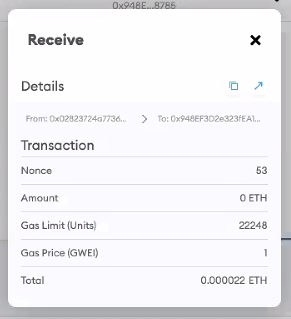 0x948E...8785
Receive
Details
From: 0x02823724a7736... > To: 0x948EF3D2e323fEA1...
Transaction
Nonce 53
Amount 0 ETH
Gas Limit (Units) 22248
Gas Price (GWEI) 1
Total 0.000022 ETH